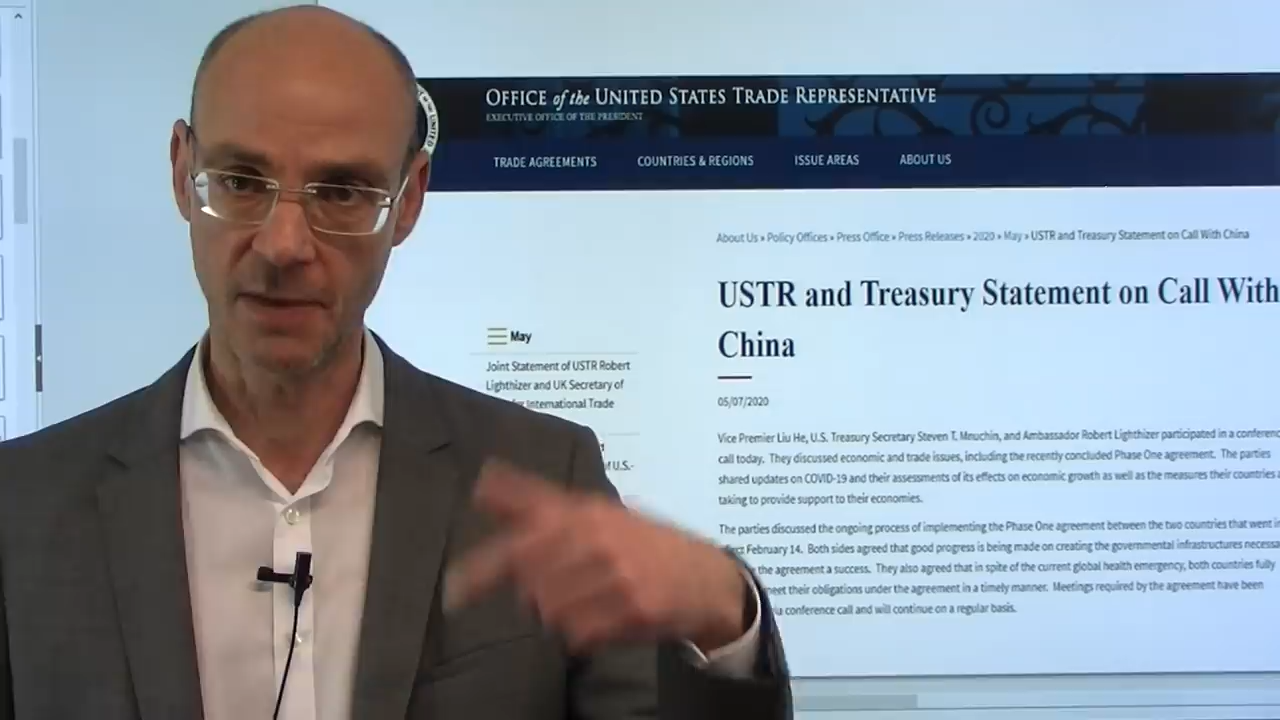 OFFICE of the UNITED STATES TRADE REPRESENTATIVE
EXECUTIVE OFFICE OF THE PRESIDENT
TRADE AGREEMENTS COUNTRIES & REGIONS ISSUE AREAS ABOUT US
About Us » Policy Offices » Press Office » Press Releases » 2020 » May » USTR and Treasury Statement on Call With China
USTR and Treasury Statement on Call With
China
05/07/2020
May
Joint Statement of USTR Robert
Lighthizer and UK Secretary of
International Trade
U.S.-
Vice Premier Liu He, U.S. Treasury Secretary Steven T. Mnuchin, and Ambassador Robert Lighthizer participated in a
call today. They discussed economic and trade issues, including the recently concluded Phase One agreement. The parties
shared updates on COVID-19 and their assessments of its effects on economic growth as well as the measures their countries
taking to provide support to their economies.
The parties discussed the ongoing process of implementing the Phase One agreement between the two countries that went
February 14. Both sides agreed that good progress is being made on creating the governmental infrastructures
the agreement a success. They also agreed that in spite of the current global health emergency, both countries fully
their obligations under the agreement in a timely manner. Meetings required by the agreement have been
conference call and will continue on a regular basis.